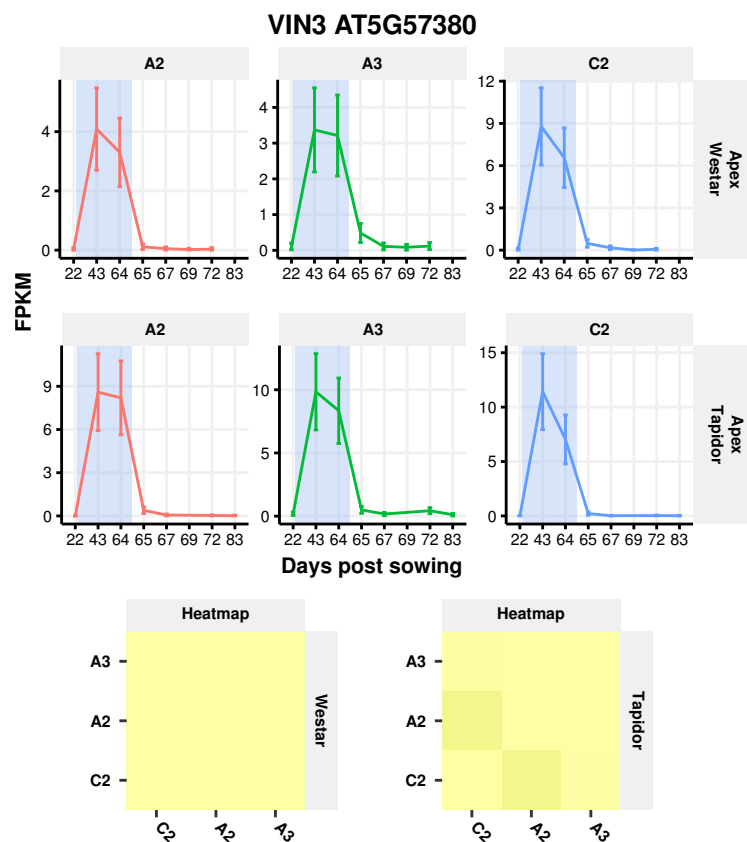 VIN3 AT5G57380
A2 A3 C2
4
2
0
22 43 64 65 67 69 72 83
4
3
2
1
0
22 43 64 65 67 69 72 83
12
9
6
3
0
22 43 64 65 67 69 72 83
Apex
Westar
FPKM
A2 A3 C2
9
6
3
0
22 43 64 65 67 69 72 83
10
5
0
22 43 64 65 67 69 72 83
15
10
5
0
22 43 64 65 67 69 72 83
Apex
Tapidor
Days post sowing
Heatmap
A3
A2
C2
C2 A2 A3
Westar
Heatmap
A3
A2
C2
C2 A2 A3
Tapidor